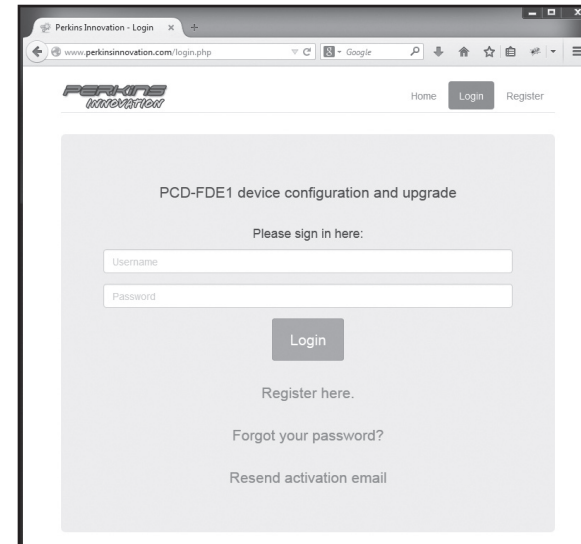 Perkins Innovation - Login
www.perkinsinnovation.com/login.php
Google
PERKINS
INNOVATION
Home Login Register
PCD-FDE1 device configuration and upgrade
Please sign in here:
Username
Password
Login
Register here.
Forgot your password?
Resend activation email